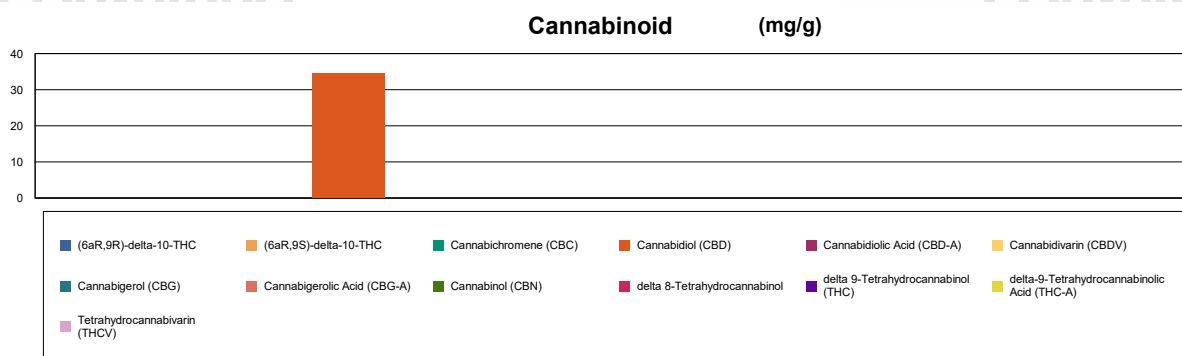 Cannabinoid (mg/g)
40
30
20
10
0
(6aR,9R)-delta-10-THC (6aR,9S)-delta-10-THC Cannabichromene (CBC) Cannabidiol (CBD) Cannabidiolic Acid (CBD-A) Cannabidivarin (CBDV)
Cannabigerol (CBG) Cannabigerolic Acid (CBG-A) Cannabinol (CBN) delta 8-Tetrahydrocannabinol delta 9-Tetrahydrocannabinol
(THC) delta-9-Tetrahydrocannabinolic
Acid (THC-A)
Tetrahydrocannabivarin
(THCV)